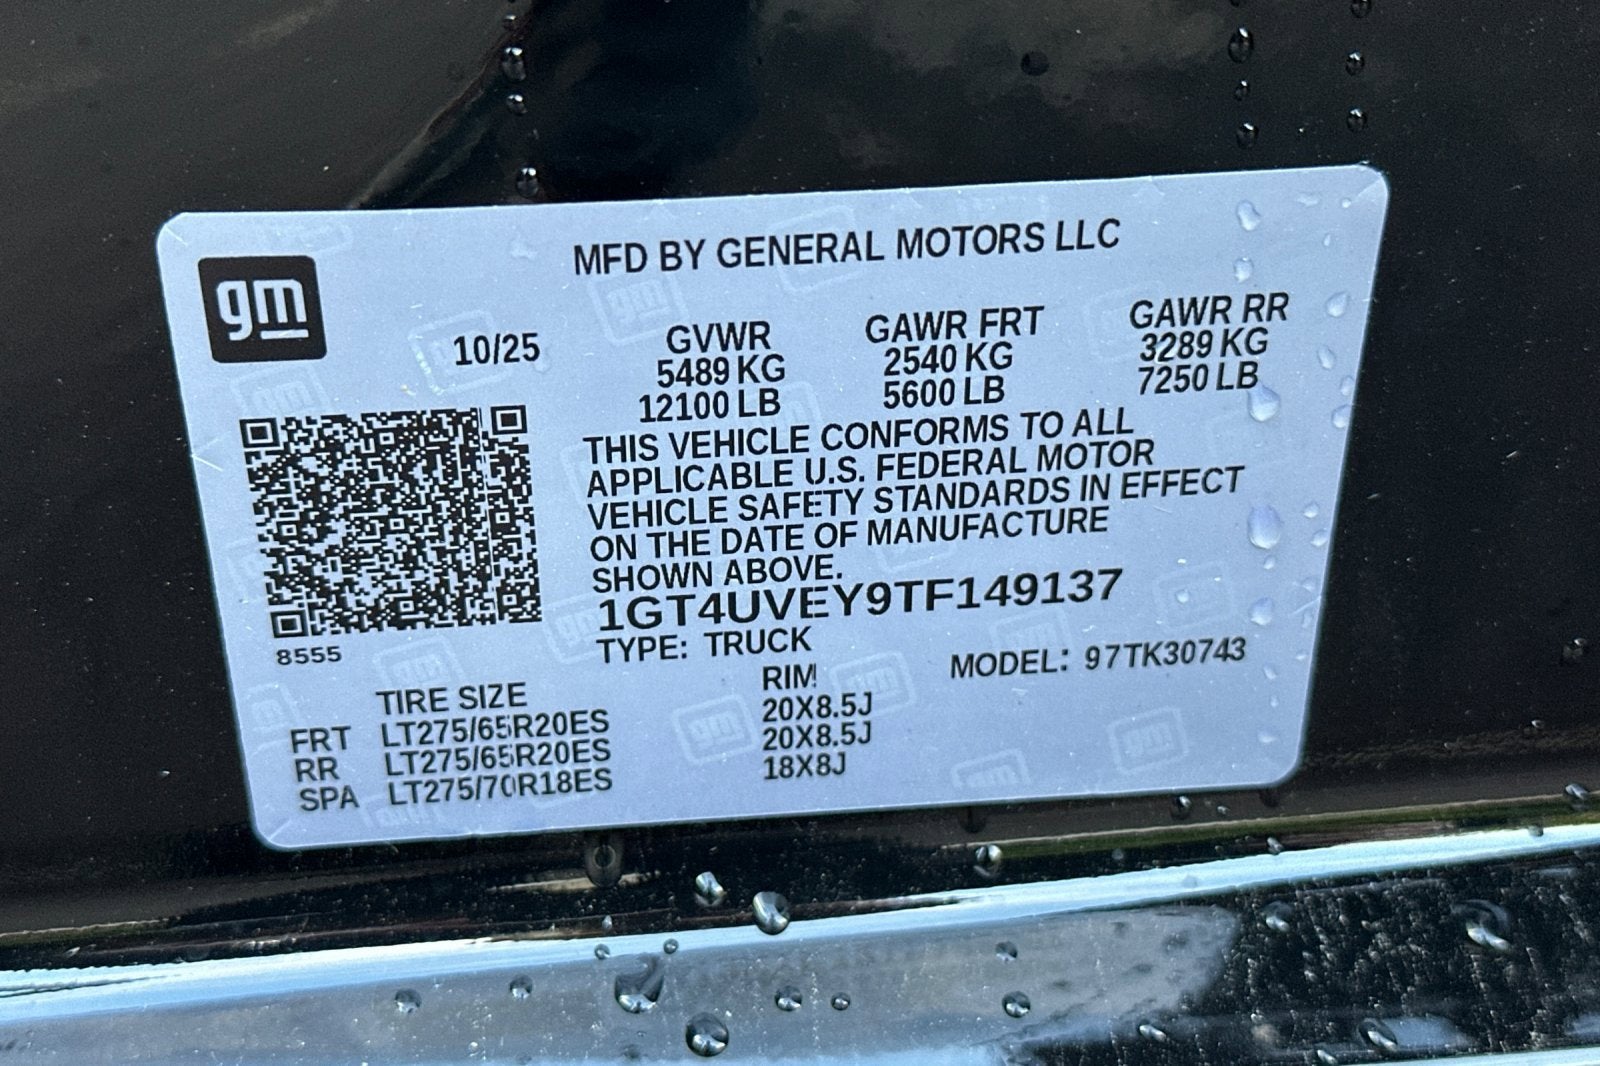 MFD BY GENERAL MOTORS LLC
gm
10/25
GVWR GAWR FRT GAWR RR
5489 KG 2540 KG 3289 KG
12100 LB 5600 LB 7250 LB
THIS VEHICLE CONFORMS TO ALL
APPLICABLE U.S. FEDERAL MOTOR
VEHICLE SAFETY STANDARDS IN EFFECT
ON THE DATE OF MANUFACTURE
SHOWN ABOVE.
1GT4UVEY9TF149137
8555
TYPE: TRUCK MODEL: 97TK30743
TIRE SIZE RIM
FRT LT275/65R20ES 20X8.5J
RR LT275/65R20ES 20X8.5J
SPA LT275/70R18ES 18X8J